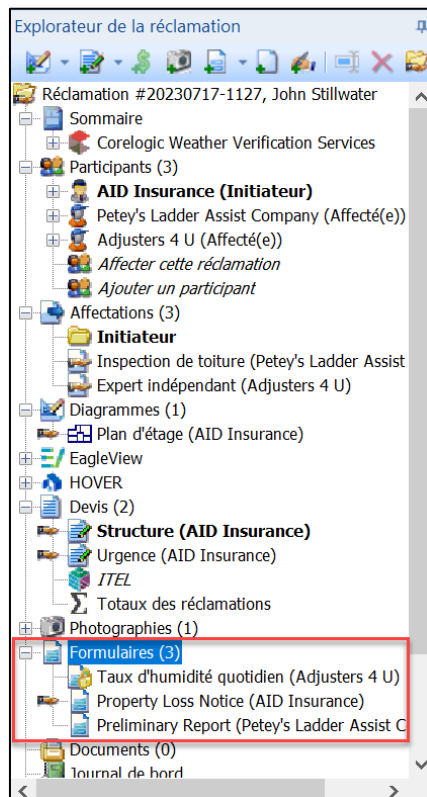 Explorateur de la réclamation
Réclamation #20230717-1127, John Stillwater
Sommaire
Corelogic Weather Verification Services
Participants (3)
AID Insurance (Initiateur)
Petey's Ladder Assist Company (Affecté(e))
Adjusters 4 U (Affecté(e))
Affecter cette réclamation
Ajouter un participant
Affectations (3)
Initiateur
Inspection de toiture (Petey's Ladder Assist
Expert indépendant (Adjusters 4 U)
Diagrammes (1)
Plan d'étage (AID Insurance)
EagleView
HOVER
Devis (2)
Structure (AID Insurance)
Urgence (AID Insurance)
ITEL
Totaux des réclamations
Photographies (1)
Formulaires (3)
Taux d'humidité quotidien (Adjusters 4 U)
Property Loss Notice (AID Insurance)
Preliminary Report (Petey's Ladder Assist C
Documents (0)
Journal de bord